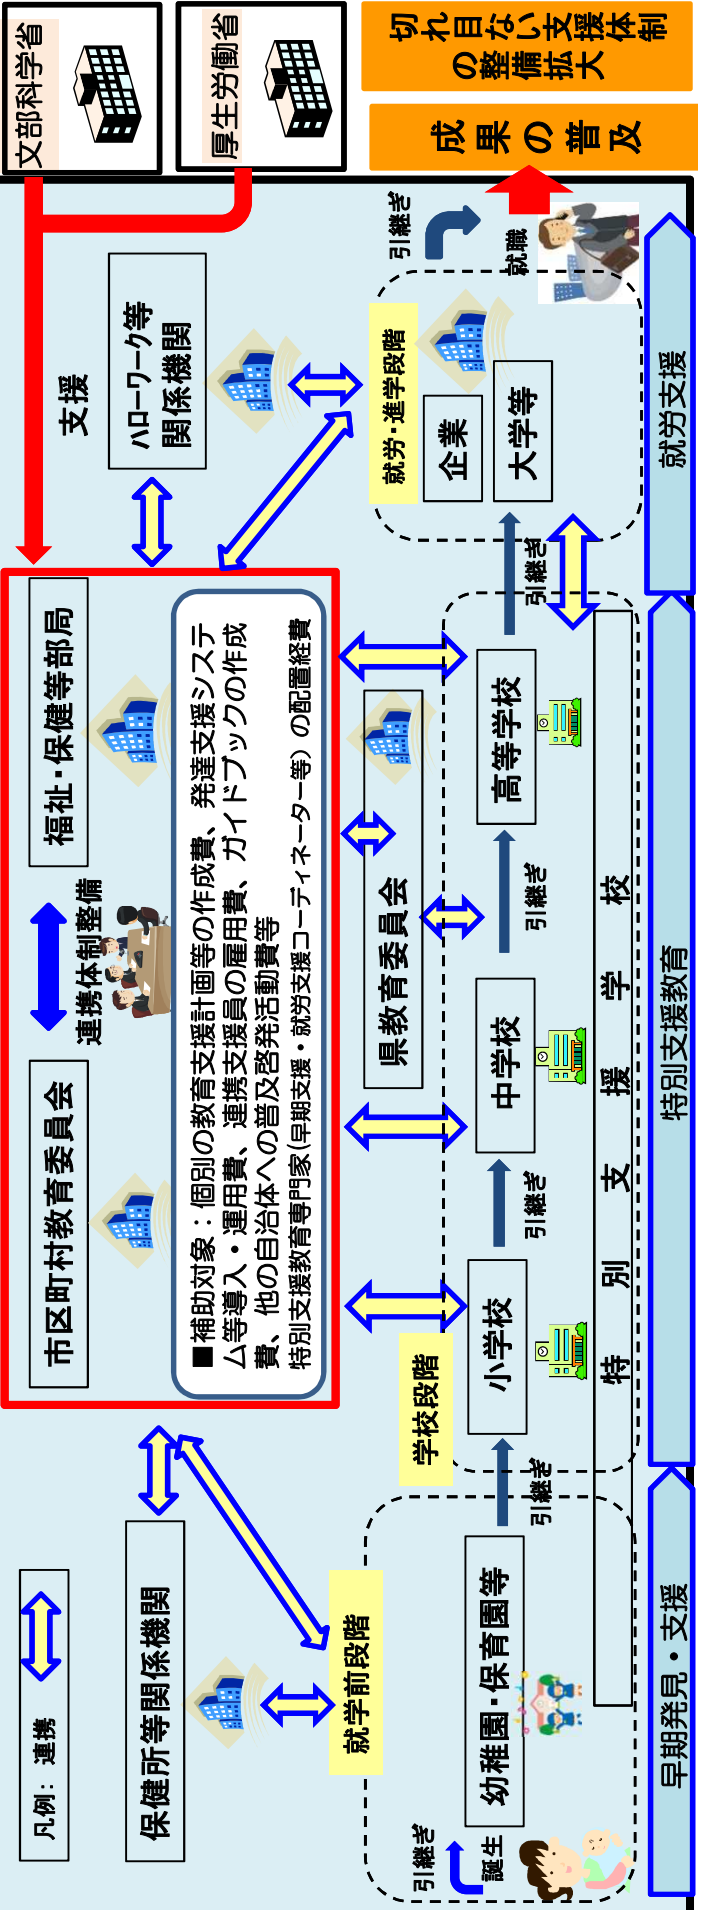 凡例：連携
保健所等関係機関
市区町村教育委員会
連携体制整備
福祉・保健等部局
支援
ハローワーク等
関係機関
文部科学省
厚生労働省
■補助対象：個別の教育支援計画等の作成費、発達支援システ
ム等導入・運用費、連携支援員の雇用費、ガイドブックの作成
費、他の自治体への普及啓発活動費等
特別支援教育専門家(早期支援・就労支援コーディネーター等）の配置経費
県教育委員会
就学前段階
学校段階
就労・進学段階
引継ぎ
誕生
幼稚園・保育園等
引継ぎ
小学校
引継ぎ
中学校
引継ぎ
高等学校
引継ぎ
企業
大学等
引継ぎ
就職
特別支援学校
早期発見・支援
特別支援教育
就労支援
切れ目ない支援体制
の整備拡大
成果の普及